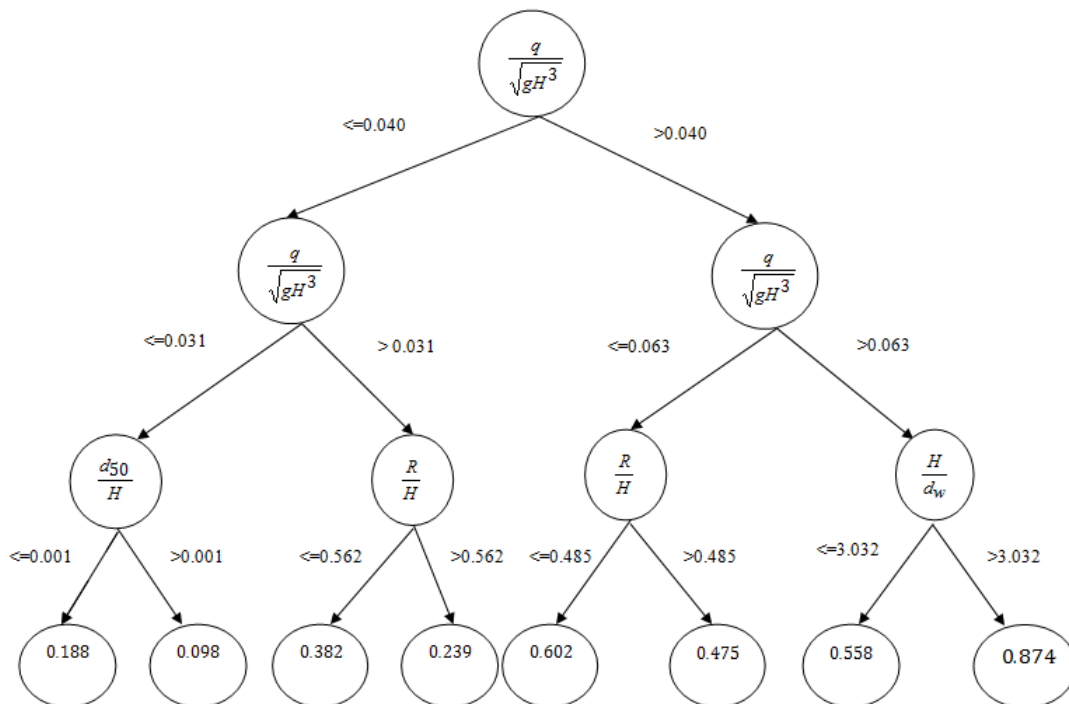 q
√gH³
<=0.040
>0.040
q
√gH³
q
√gH³
<=0.031
> 0.031
<=0.063
>0.063
d50
H
R
H
R
H
H
dw
<=0.001
>0.001
<=0.562
>0.562
<=0.485
>0.485
<=3.032
>3.032
0.188
0.098
0.382
0.239
0.602
0.475
0.558
0.874